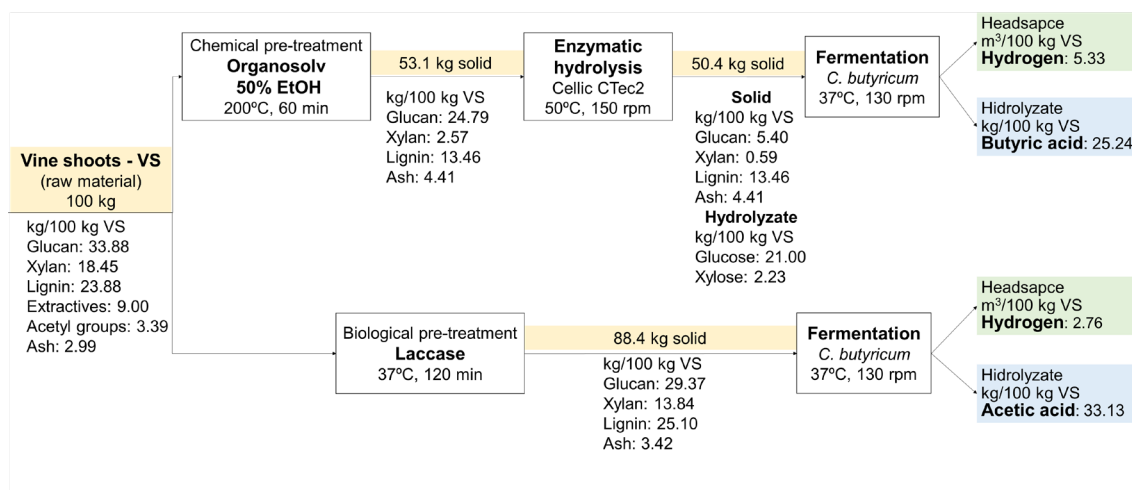 Vine shoots - VS
(raw material)
100 kg
kg/100 kg VS
Glucan: 33.88
Xylan: 18.45
Lignin: 23.88
Extractives: 9.00
Acetyl groups: 3.39
Ash: 2.99
Chemical pre-treatment
Organosolv
50% EtOH
200ºC, 60 min
53.1 kg solid
kg/100 kg VS
Glucan: 24.79
Xylan: 2.57
Lignin: 13.46
Ash: 4.41
Enzymatic
hydrolysis
Cellic CTec2
50ºC, 150 rpm
50.4 kg solid
Solid
kg/100 kg VS
Glucan: 5.40
Xylan: 0.59
Lignin: 13.46
Ash: 4.41
Hydrolyzate
kg/100 kg VS
Glucose: 21.00
Xylose: 2.23
Fermentation
C. butyricum
37ºC, 130 rpm
Headsapce
m³/100 kg VS
Hydrogen: 5.33
Hidrolyzate
kg/100 kg VS
Butyric acid: 25.24
Biological pre-treatment
Laccase
37ºC, 120 min
88.4 kg solid
kg/100 kg VS
Glucan: 29.37
Xylan: 13.84
Lignin: 25.10
Ash: 3.42
Fermentation
C. butyricum
37ºC, 130 rpm
Headsapce
m³/100 kg VS
Hydrogen: 2.76
Hidrolyzate
kg/100 kg VS
Acetic acid: 33.13